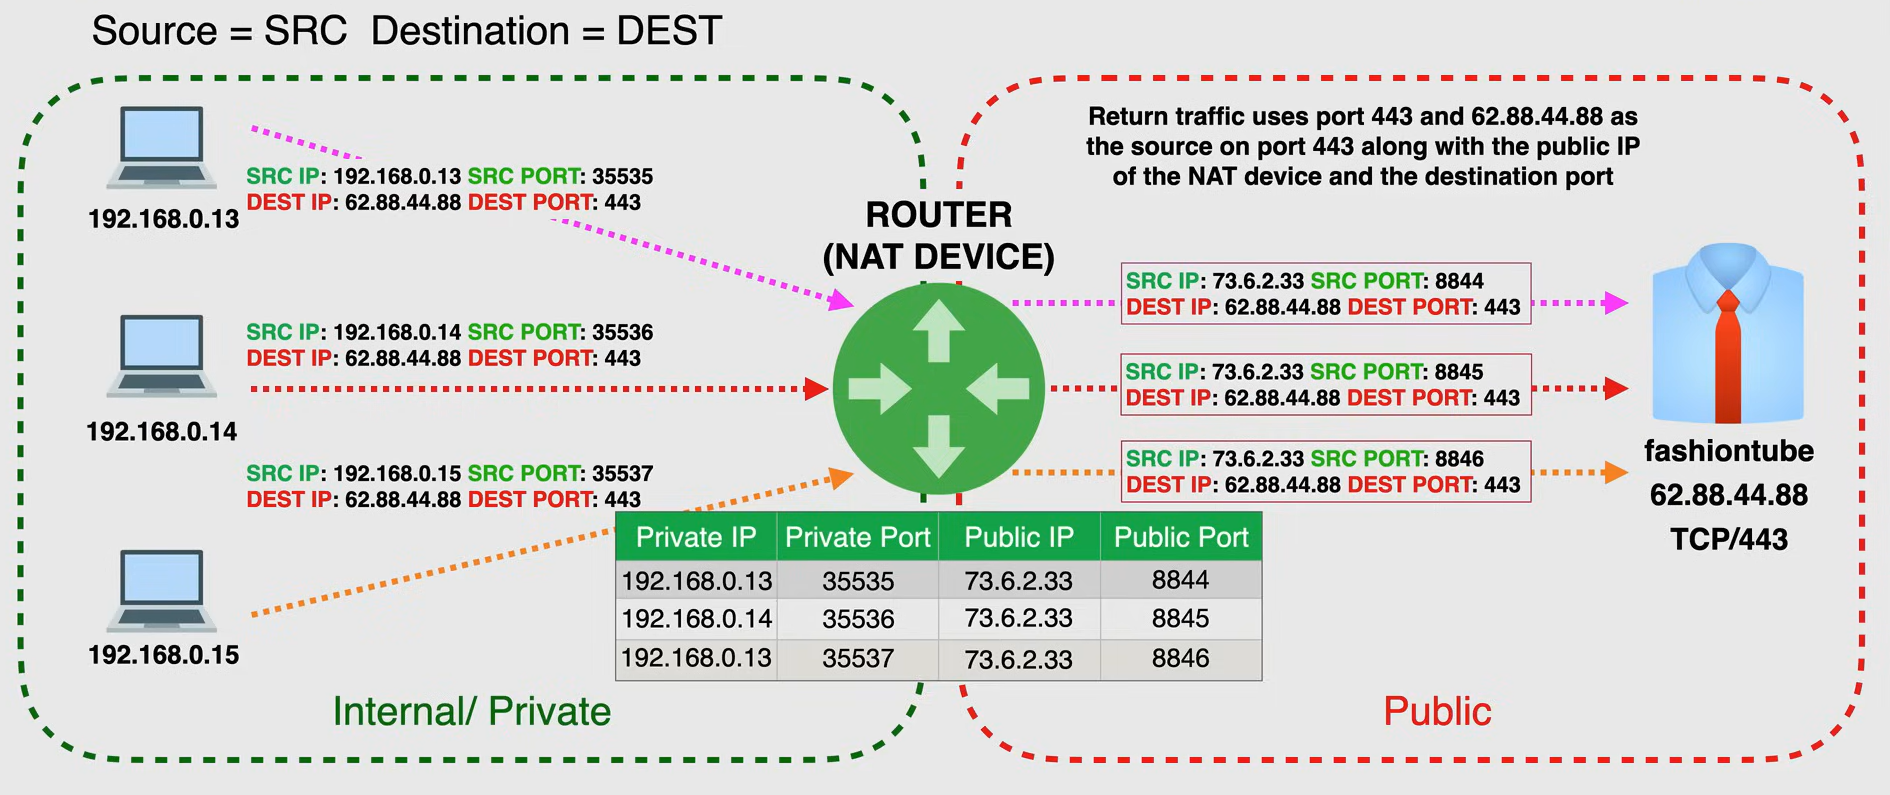 Source = SRC  Destination = DEST
Return traffic uses port 443 and 62.88.44.88 as
the source on port 443 along with the public IP
of the NAT device and the destination port
192.168.0.13
SRC IP: 192.168.0.13 SRC PORT: 35535
DEST IP: 62.88.44.88 DEST PORT: 443
192.168.0.14
SRC IP: 192.168.0.14 SRC PORT: 35536
DEST IP: 62.88.44.88 DEST PORT: 443
192.168.0.15
SRC IP: 192.168.0.15 SRC PORT: 35537
DEST IP: 62.88.44.88 DEST PORT: 443
ROUTER
(NAT DEVICE)
SRC IP: 73.6.2.33 SRC PORT: 8844
DEST IP: 62.88.44.88 DEST PORT: 443
SRC IP: 73.6.2.33 SRC PORT: 8845
DEST IP: 62.88.44.88 DEST PORT: 443
SRC IP: 73.6.2.33 SRC PORT: 8846
DEST IP: 62.88.44.88 DEST PORT: 443
fashiontube
62.88.44.88
TCP/443
Private IP Private Port Public IP Public Port
192.168.0.13 35535 73.6.2.33 8844
192.168.0.14 35536 73.6.2.33 8845
192.168.0.13 35537 73.6.2.33 8846
Internal/ Private
Public